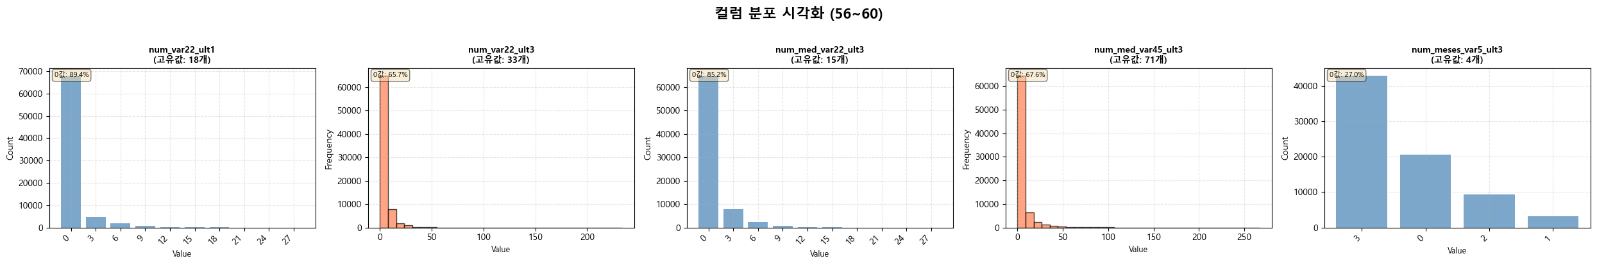 컬럼 분포 시각화 (56~60)
num_var22_ult1
(고유값: 18개)
0값: 89.4%
70000
60000
50000
40000
30000
20000
10000
0
Count
0 3 6 9 12 15 18 21 24 27
Value
num_var22_ult3
(고유값: 33개)
0값: 65.7%
60000
50000
40000
30000
20000
10000
0
Frequency
0 50 100 150 200
Value
num_med_var22_ult3
(고유값: 15개)
0값: 85.2%
60000
50000
40000
30000
20000
10000
0
Count
0 3 6 9 12 15 18 21 24 27
Value
num_med_var45_ult3
(고유값: 71개)
0값: 67.6%
60000
50000
40000
30000
20000
10000
0
Frequency
0 50 100 150 200 250
Value
num_meses_var5_ult3
(고유값: 4개)
0값: 27.0%
40000
30000
20000
10000
0
Count
3 0 2 1
Value